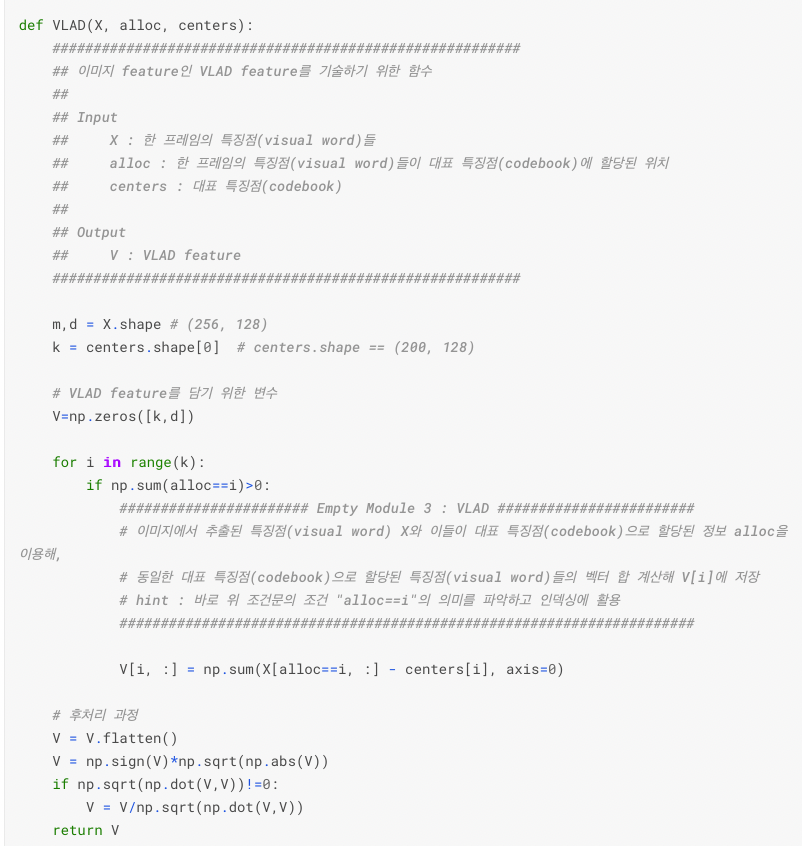 def VLAD(X, alloc, centers):
    #########################################################
    ## 이미지 feature인 VLAD feature를 기술하기 위한 함수
    ##
    ## Input
    ##     X : 한 프레임의 특징점(visual word)들
    ##     alloc : 한 프레임의 특징점(visual word)들이 대표 특징점(codebook)에 할당된 위치
    ##     centers : 대표 특징점(codebook)
    ##
    ## Output
    ##     V : VLAD feature
    #########################################################
    m,d = X.shape # (256, 128)
    k = centers.shape[0]  # centers.shape == (200, 128)
    # VLAD feature를 담기 위한 변수
    V=np.zeros([k,d])
    for i in range(k):
        if np.sum(alloc==i)>0:
            ####################### Empty Module 3 : VLAD ########################
            # 이미지에서 추출된 특징점(visual word) X와 이들이 대표 특징점(codebook)으로 할당된 정보 alloc을
이용해,
            # 동일한 대표 특징점(codebook)으로 할당된 특징점(visual word)들의 벡터 합 계산해 V[i]에 저장
            # hint : 바로 위 조건문의 조건 "alloc==i"의 의미를 파악하고 인덱싱에 활용
            ######################################################################
            V[i, :] = np.sum(X[alloc==i, :] - centers[i], axis=0)
    # 후처리 과정
    V = V.flatten()
    V = np.sign(V)*np.sqrt(np.abs(V))
    if np.sqrt(np.dot(V,V))!=0:
        V = V/np.sqrt(np.dot(V,V))
    return V